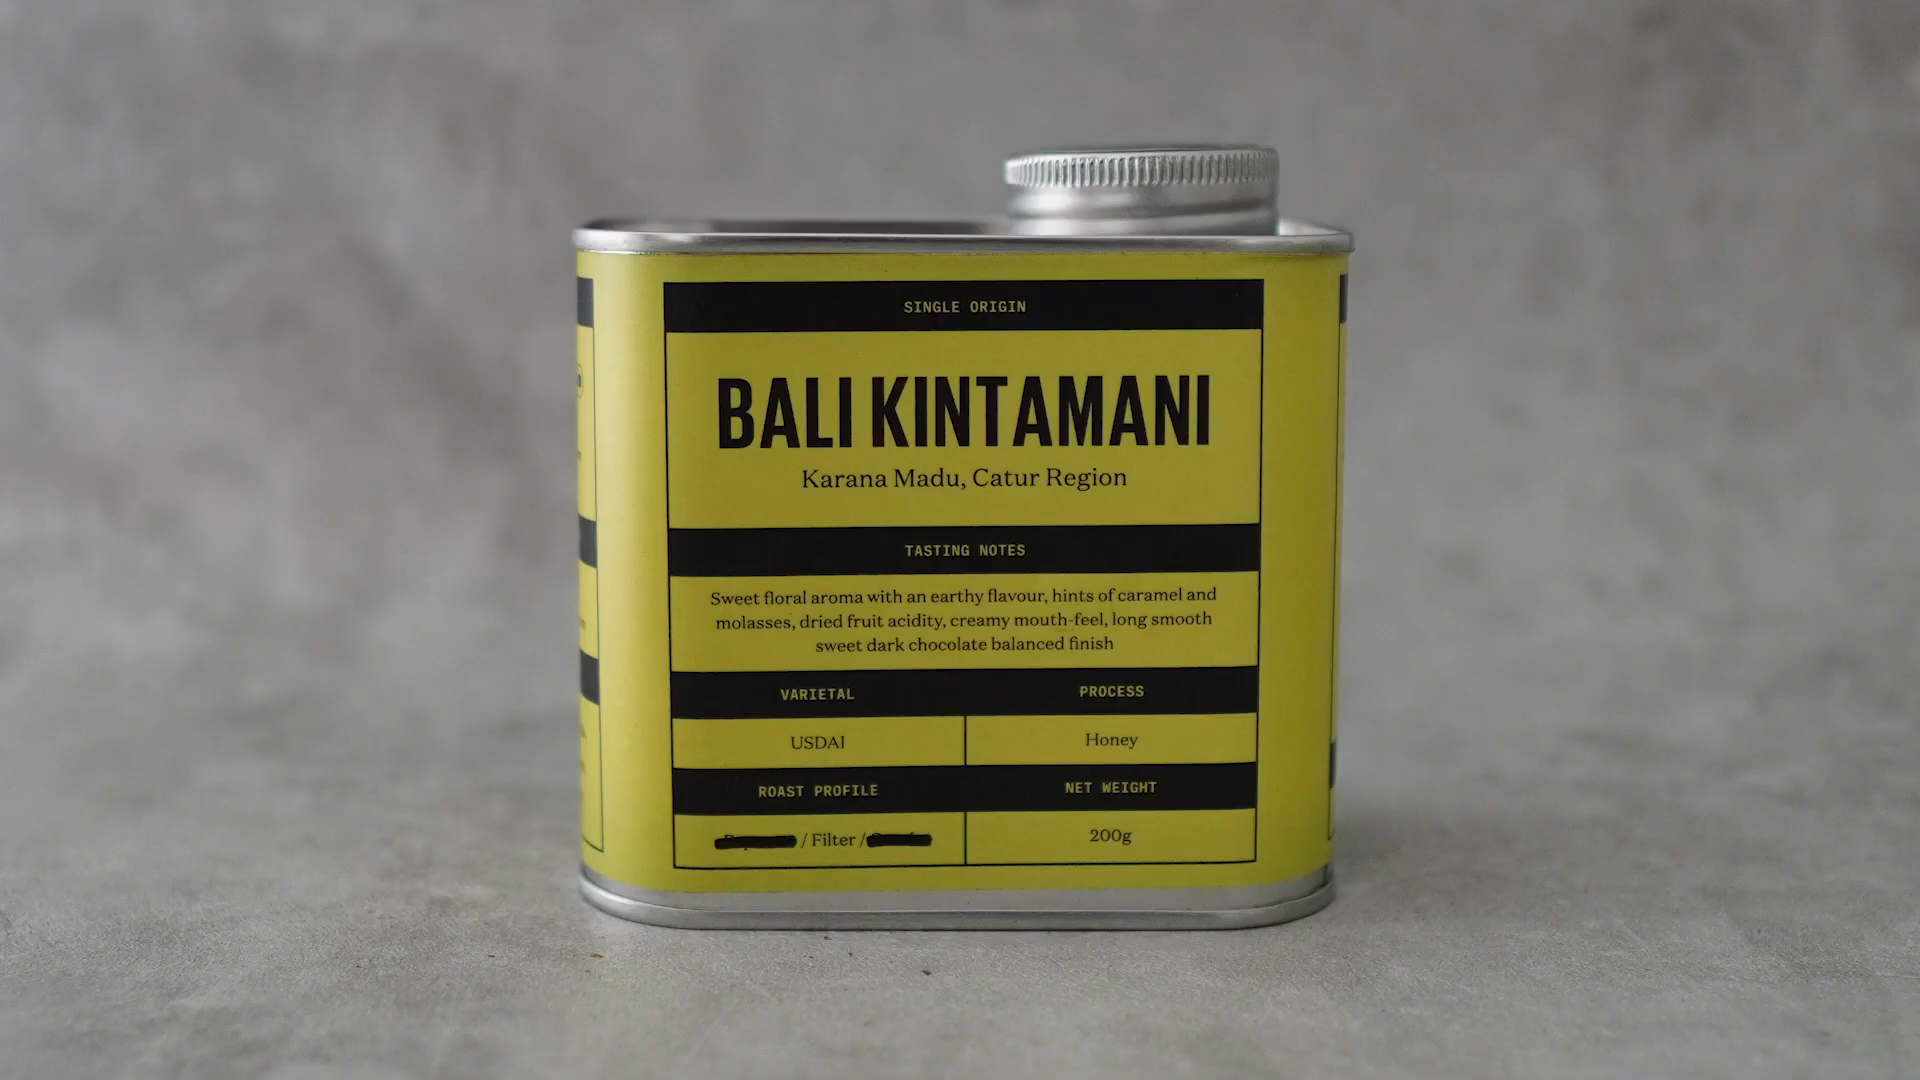 SINGLE ORIGIN
BALI KINTAMANI
Karana Madu, Catur Region
TASTING NOTES
Sweet floral aroma with an earthy flavour, hints of caramel and
molasses, dried fruit acidity, creamy mouth-feel, long smooth
sweet dark chocolate balanced finish
VARIETAL
PROCESS
USDAI
Honey
ROAST PROFILE
NET WEIGHT
/ Filter /
200g